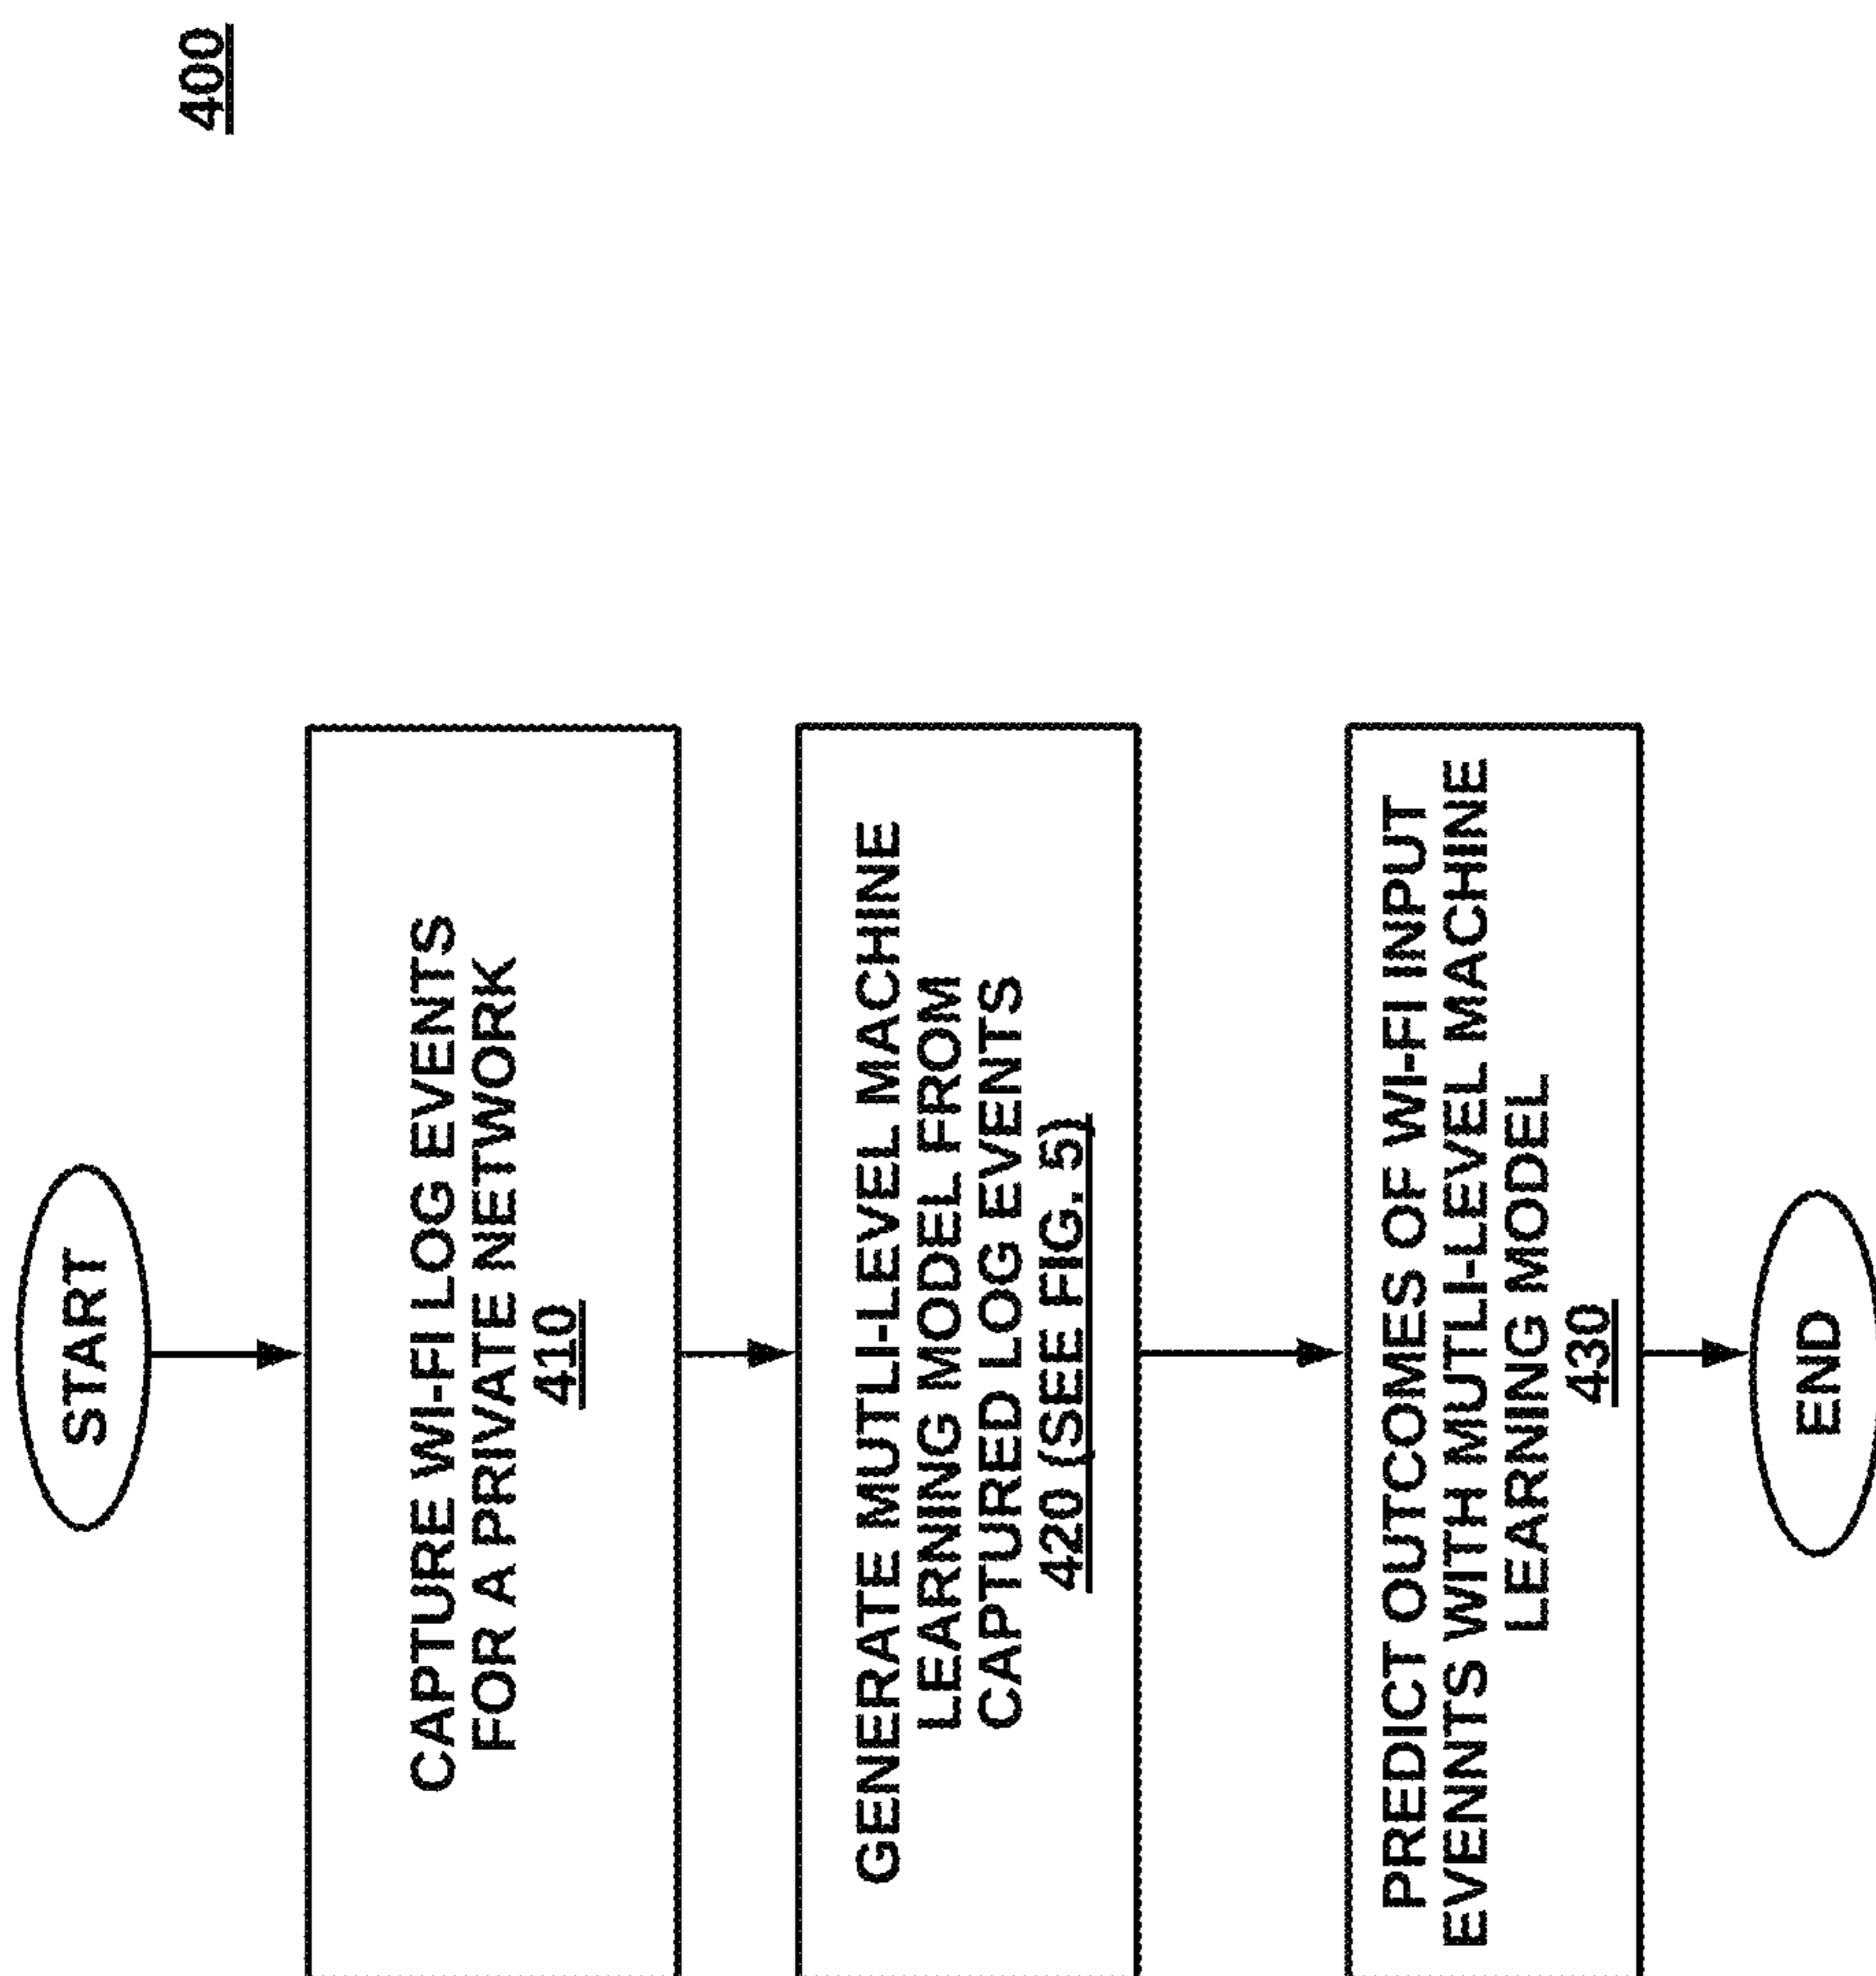 400
START
CAPTURE WI-FI LOG EVENTS
FOR A PRIVATE NETWORK
410
GENERATE MUTLI-LEVEL MACHINE
LEARNING MODEL FROM
CAPTURED LOG EVENTS
420 (SEE FIG. 5)
PREDICT OUTCOMES OF WI-FI INPUT
EVENNTS WITH MUTLI-LEVEL MACHINE
LEARNING MODEL
430
END